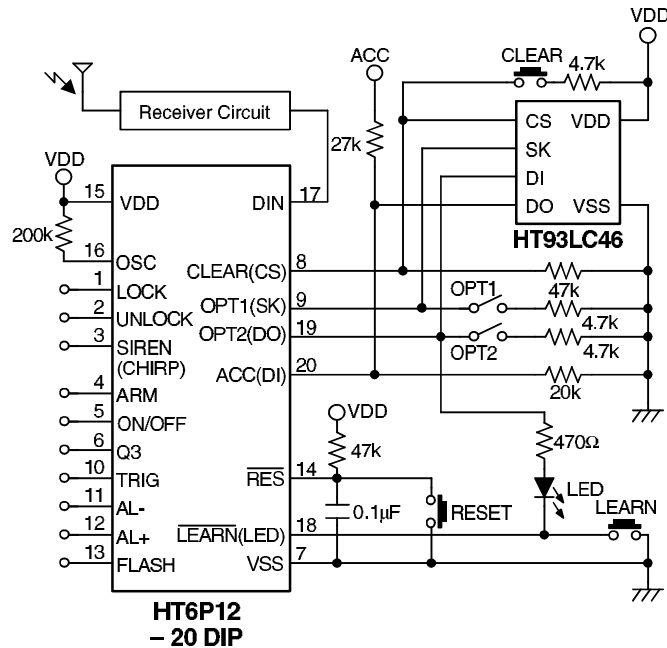 VDD
ACC
CLEAR
4.7k
Receiver Circuit
27k
CS
VDD
SK
DI
DO
VSS
HT93LC46
VDD
15
VDD
DIN
17
200k
16
OSC
CLEAR(CS)
8
47k
1
LOCK
OPT1(SK)
9
OPT1
4.7k
2
UNLOCK
OPT2(DO)
19
OPT2
4.7k
3
SIREN
(CHIRP)
ACC(DI)
20
20k
4
ARM
5
ON/OFF
VDD
6
Q3
47k
470Ω
10
TRIG
RES
14
LED
11
AL-
0.1μF
RESET
LEARN
12
AL+
LEARN(LED)
18
13
FLASH
VSS
7
HT6P12
– 20 DIP